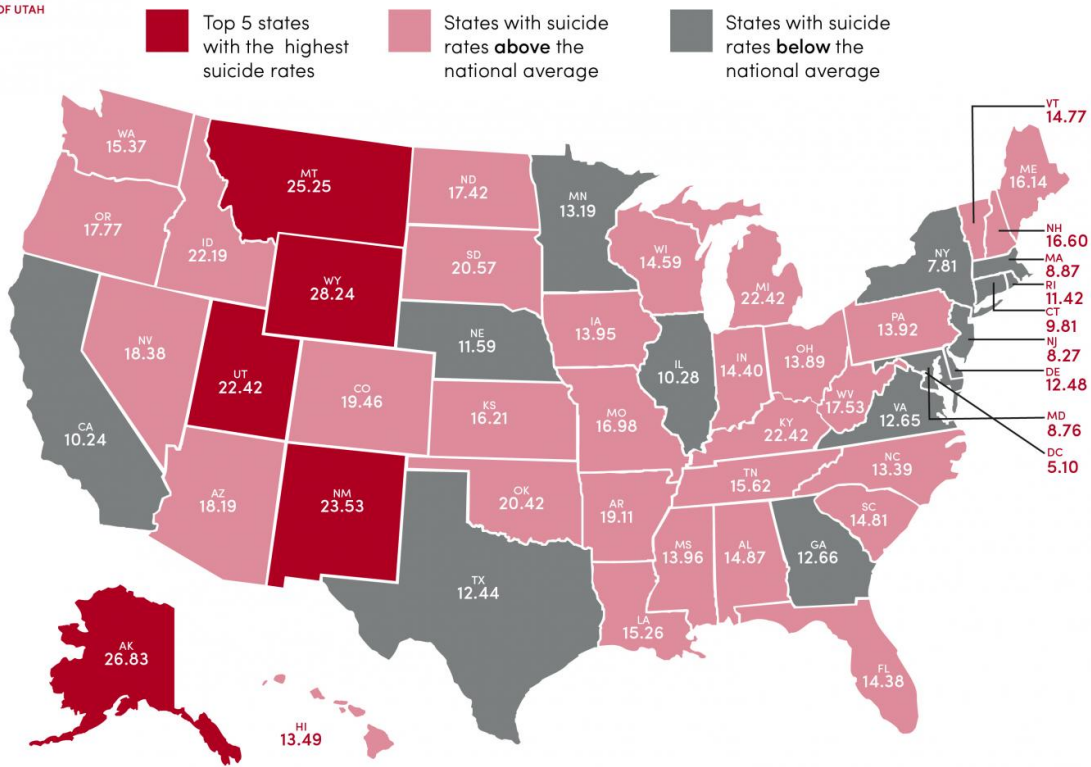 OF UTAH
Top 5 states
with the highest
suicide rates
States with suicide
rates above the
national average
States with suicide
rates below the
national average
WA
15.37
MT
25.25
ND
17.42
MN
13.19
VT
14.77
ME
16.14
OR
17.77
ID
22.19
SD
20.57
WI
14.59
NY
7.81
NH
16.60
MA
8.87
RI
11.42
CT
9.81
NJ
8.27
DE
12.48
MD
8.76
DC
5.10
WY
28.24
MI
22.42
NV
18.38
UT
22.42
NE
11.59
IA
13.95
PA
13.92
CO
19.46
IL
10.28
IN
14.40
OH
13.89
CA
10.24
KS
16.21
MO
16.98
WV
17.53
VA
12.65
KY
22.42
AZ
18.19
NM
23.53
OK
20.42
AR
19.11
TN
15.62
NC
13.39
SC
14.81
TX
12.44
MS
13.96
AL
14.87
GA
12.66
LA
15.26
FL
14.38
AK
26.83
HI
13.49